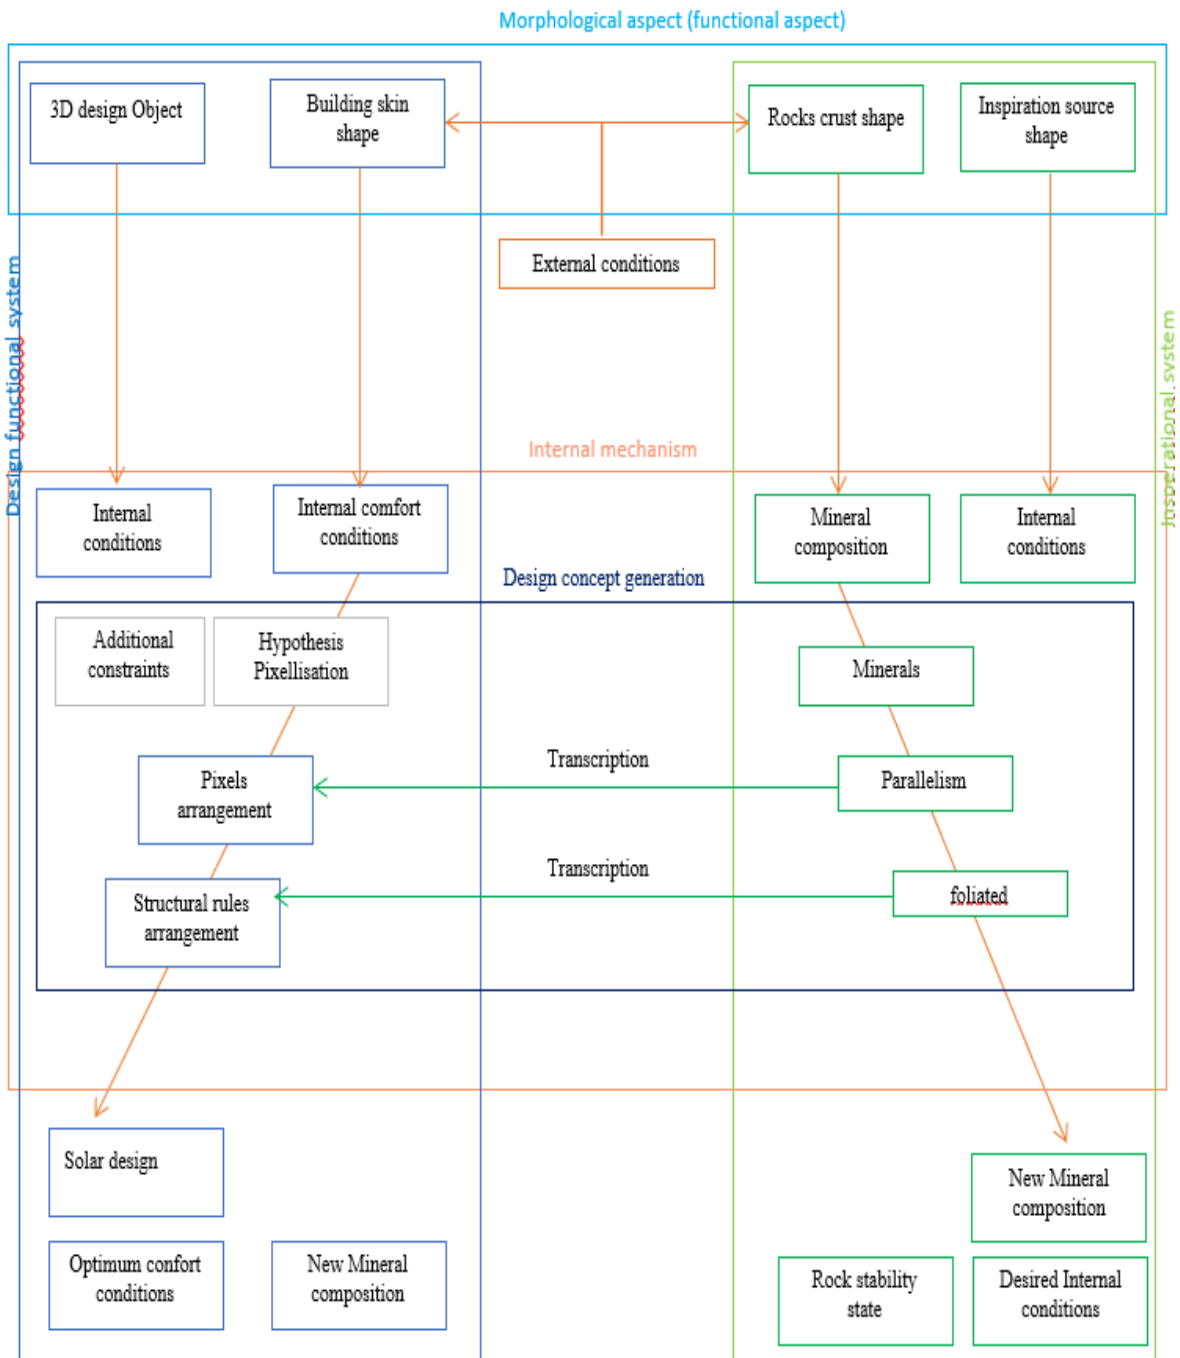 Morphological aspect (functional aspect)
3D design Object
Building skin
shape
Rocks crust shape
Inspiration source
shape
External conditions
Design functional system
Insperational system
Internal mechanism
Internal
conditions
Internal comfort
conditions
Mineral
composition
Internal
conditions
Design concept generation
Additional
constraints
Hypothesis
Pixellisation
Minerals
Pixels
arrangement
Transcription
Parallelism
Structural rules
arrangement
Transcription
foliated
Solar design
New Mineral
composition
Optimum confort
conditions
New Mineral
composition
Rock stability
state
Desired Internal
conditions